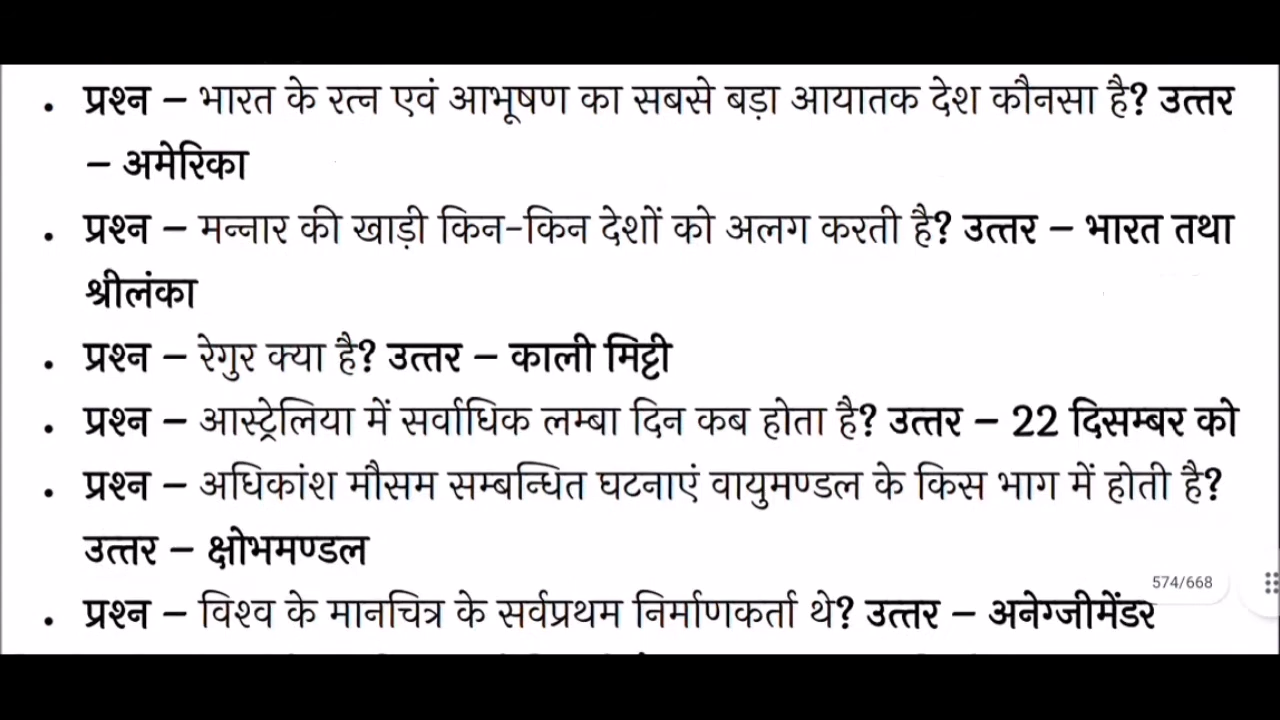 • प्रश्न – भारत के रत्न एवं आभूषण का सबसे बड़ा आयातक देश कौनसा है? उत्तर
– अमेरिका
• प्रश्न – मन्नार की खाड़ी किन-किन देशों को अलग करती है? उत्तर – भारत तथा
श्रीलंका
• प्रश्न – रेगुर क्या है? उत्तर – काली मिट्टी
• प्रश्न – आस्ट्रेलिया में सर्वाधिक लम्बा दिन कब होता है? उत्तर – 22 दिसम्बर को
• प्रश्न – अधिकांश मौसम सम्बन्धित घटनाएं वायुमण्डल के किस भाग में होती है?
उत्तर – क्षोभमण्डल
574/668
• प्रश्न – विश्व के मानचित्र के सर्वप्रथम निर्माणकर्ता थे? उत्तर – अनेग्जीमेंडर